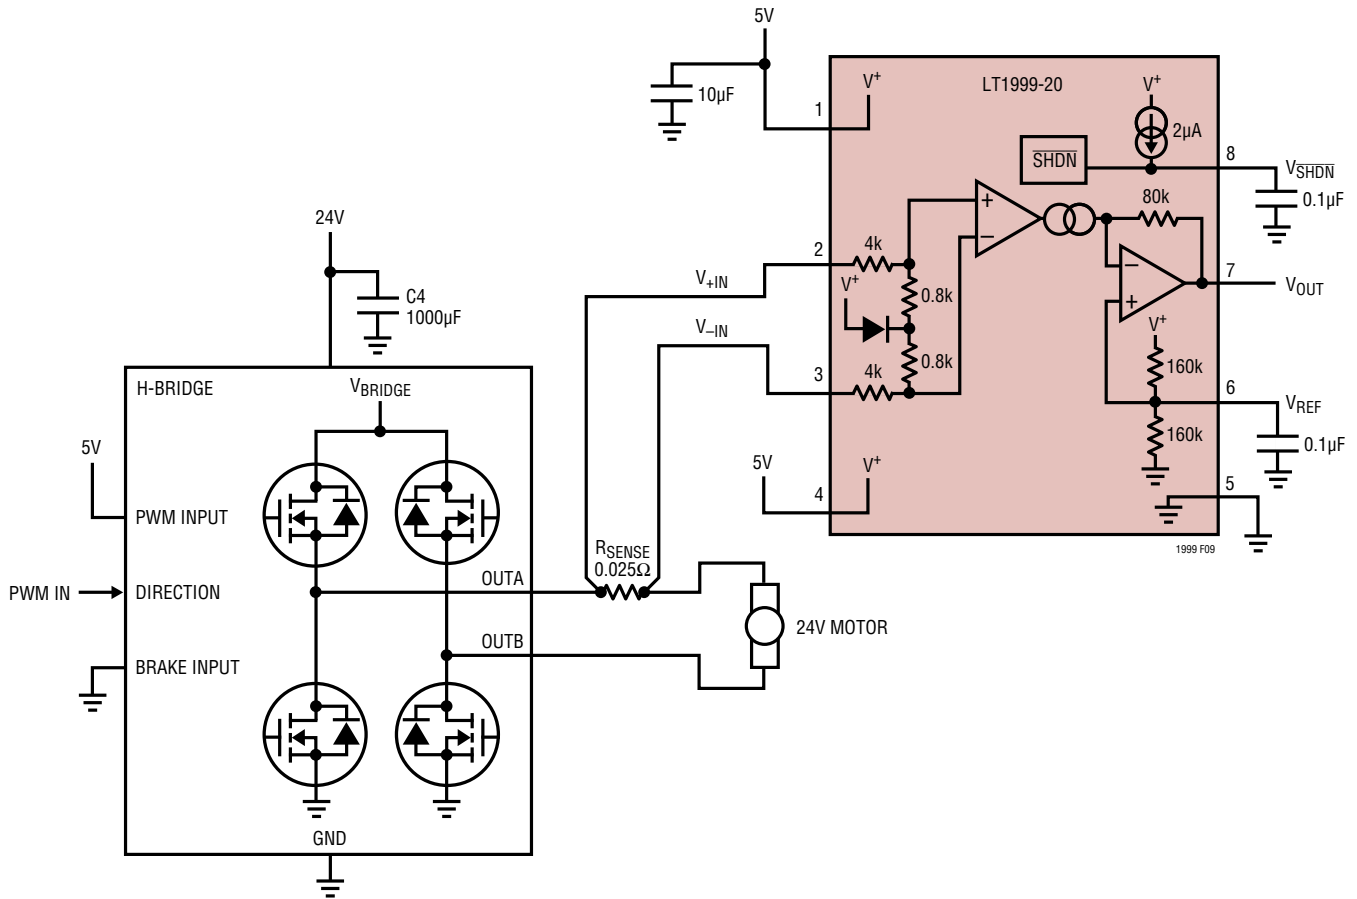 5V
10µF
1
V+
LT1999-20
V+
2µA
SHDN
8
VSHDN
0.1µF
80k
2
4k
V+IN
V+
0.8k
7
VOUT
24V
C4
1000µF
V–IN
0.8k
V+
160k
3
4k
6
VREF
160k
0.1µF
H-BRIDGE
VBRIDGE
5V
PWM INPUT
5V
4
V+
5
1999 F09
RSENSE
0.025Ω
OUTA
PWM IN
DIRECTION
24V MOTOR
OUTB
BRAKE INPUT
GND